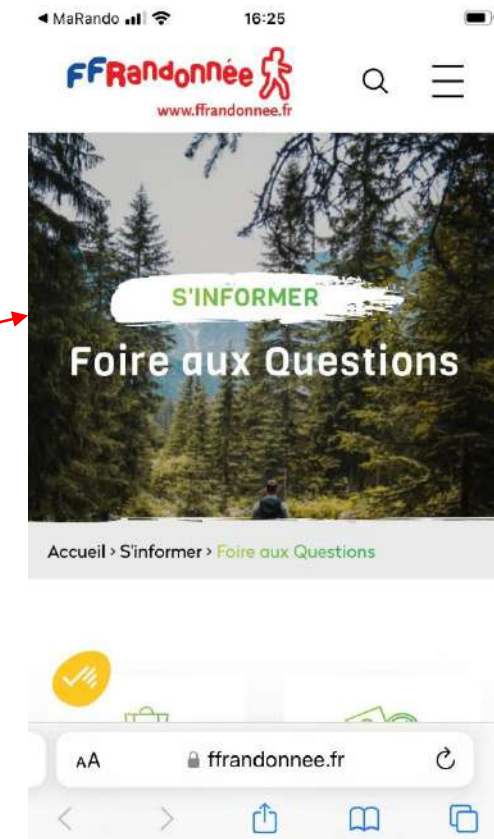 ◀ MaRando
16:25
FFRandonnée
www.ffrandonnee.fr
S'INFORMER
Foire aux Questions
Accueil > S'informer > Foire aux Questions
AA
ffrandonnee.fr